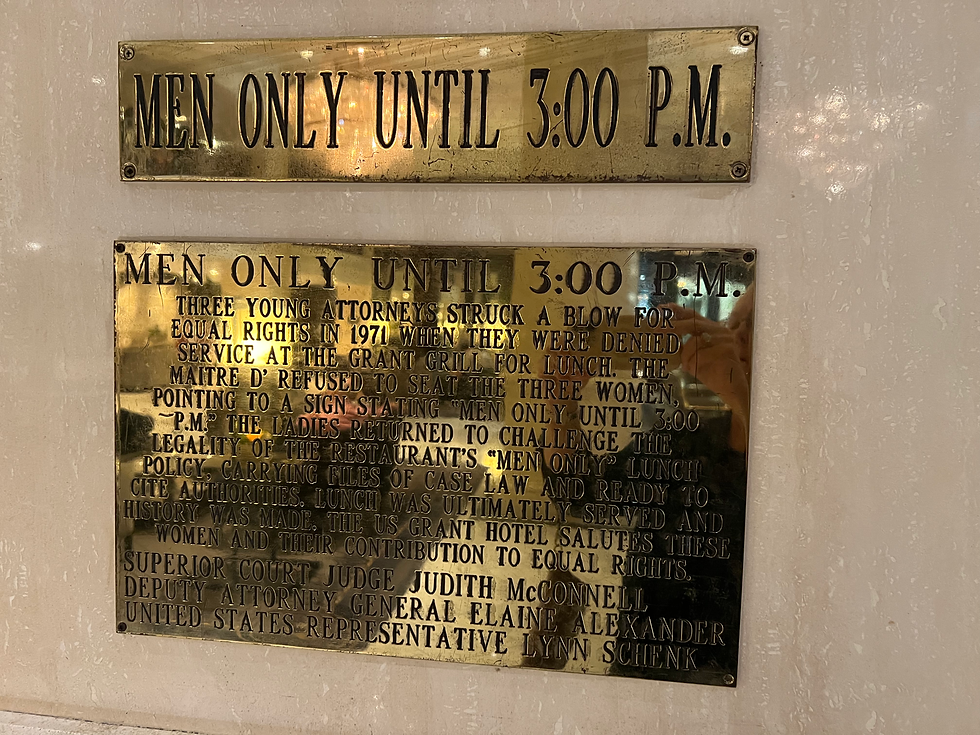 MEN ONLY UNTIL 3:00 P.M.
MEN ONLY UNTIL 3:00 P.M.
THREE YOUNG ATTORNEYS STRUCK A BLOW FOR
EQUAL RIGHTS IN 1971 WHEN THEY WERE DENIED
SERVICE AT THE GRANT GRILL FOR LUNCH. THE
MAITRE D' REFUSED TO SEAT THE THREE WOMEN,
POINTING TO A SIGN STATING "MEN ONLY UNTIL 3:00
P.M." THE LADIES RETURNED TO CHALLENGE THE
LEGALITY OF THE RESTAURANT'S "MEN ONLY" LUNCH
POLICY, CARRYING FILES OF CASE LAW AND READY TO
CITE AUTHORITIES. LUNCH WAS ULTIMATELY SERVED AND
HISTORY WAS MADE. THE US GRANT HOTEL SALUTES THESE
WOMEN AND THEIR CONTRIBUTION TO EQUAL RIGHTS.
SUPERIOR COURT JUDGE JUDITH McCONNELL
DEPUTY ATTORNEY GENERAL ELAINE ALEXANDER
UNITED STATES REPRESENTATIVE LYNN SCHENK